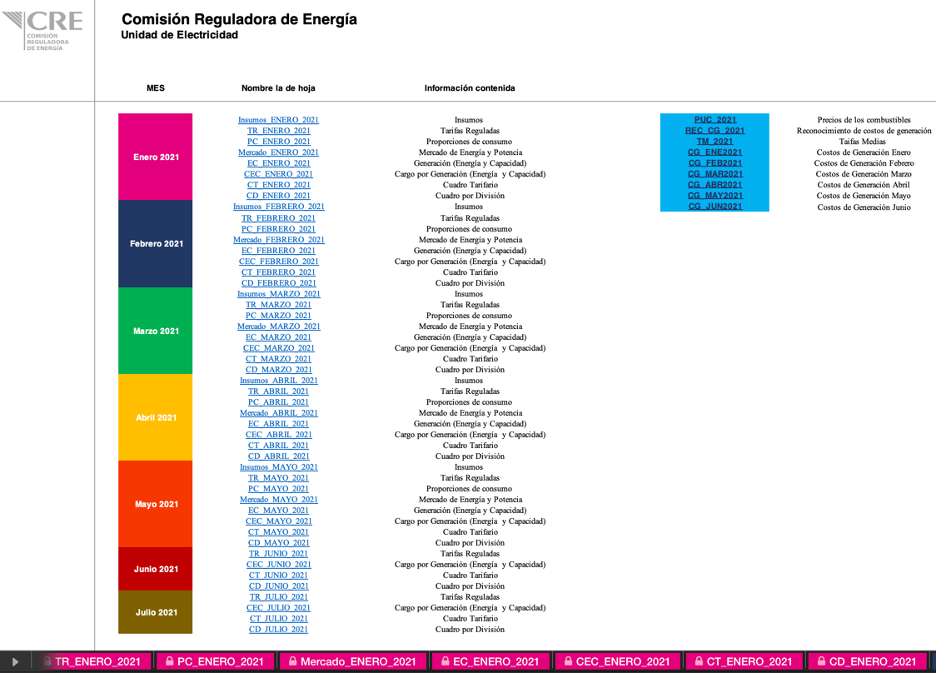 CRE
COMISIÓN
REGULADORA
DE ENERGÍA
Comisión Reguladora de Energía
Unidad de Electricidad
MES Nombre la de hoja Información contenida
Enero 2021
Insumos_ENERO_2021 Insumos PUC_2021 Precios de los combustibles
TR_ENERO_2021 Tarifas Reguladas REC_CG_2021 Reconocimiento de costos de generación
PC_ENERO_2021 Proporciones de consumo TM_2021 Taifas Medias
Mercado_ENERO_2021 Mercado de Energía y Potencia CG_ENE2021 Costos de Generación Enero
EC_ENERO_2021 Generación (Energía y Capacidad) CG_FEB2021 Costos de Generación Febrero
CEC_ENERO_2021 Cargo por Generación (Energía y Capacidad) CG_MAR2021 Costos de Generación Marzo
CT_ENERO_2021 Cuadro Tarifario CG_ABR2021 Costos de Generación Abril
CD_ENERO_2021 Cuadro por División CG_MAY2021 Costos de Generación Mayo
Febrero 2021
Insumos_FEBRERO_2021 Insumos CG_JUN2021 Costos de Generación Junio
TR_FEBRERO_2021 Tarifas Reguladas
PC_FEBRERO_2021 Proporciones de consumo
Mercado_FEBRERO_2021 Mercado de Energía y Potencia
EC_FEBRERO_2021 Generación (Energía y Capacidad)
CEC_FEBRERO_2021 Cargo por Generación (Energía y Capacidad)
CT_FEBRERO_2021 Cuadro Tarifario
CD_FEBRERO_2021 Cuadro por División
Marzo 2021
Insumos_MARZO_2021 Insumos
TR_MARZO_2021 Tarifas Reguladas
PC_MARZO_2021 Proporciones de consumo
Mercado_MARZO_2021 Mercado de Energía y Potencia
EC_MARZO_2021 Generación (Energía y Capacidad)
CEC_MARZO_2021 Cargo por Generación (Energía y Capacidad)
CT_MARZO_2021 Cuadro Tarifario
CD_MARZO_2021 Cuadro por División
Abril 2021
Insumos_ABRIL_2021 Insumos
TR_ABRIL_2021 Tarifas Reguladas
PC_ABRIL_2021 Proporciones de consumo
Mercado_ABRIL_2021 Mercado de Energía y Potencia
EC_ABRIL_2021 Generación (Energía y Capacidad)
CEC_ABRIL_2021 Cargo por Generación (Energía y Capacidad)
CT_ABRIL_2021 Cuadro Tarifario
CD_ABRIL_2021 Cuadro por División
Mayo 2021
Insumos_MAYO_2021 Insumos
TR_MAYO_2021 Tarifas Reguladas
PC_MAYO_2021 Proporciones de consumo
Mercado_MAYO_2021 Mercado de Energía y Potencia
EC_MAYO_2021 Generación (Energía y Capacidad)
CEC_MAYO_2021 Cargo por Generación (Energía y Capacidad)
CT_MAYO_2021 Cuadro Tarifario
CD_MAYO_2021 Cuadro por División
Junio 2021
TR_JUNIO_2021 Tarifas Reguladas
CEC_JUNIO_2021 Cargo por Generación (Energía y Capacidad)
CT_JUNIO_2021 Cuadro Tarifario
CD_JUNIO_2021 Cuadro por División
Julio 2021
TR_JULIO_2021 Tarifas Reguladas
CEC_JULIO_2021 Cargo por Generación (Energía y Capacidad)
CT_JULIO_2021 Cuadro Tarifario
CD_JULIO_2021 Cuadro por División
TR_ENERO_2021 PC_ENERO_2021 Mercado_ENERO_2021 EC_ENERO_2021 CEC_ENERO_2021 CT_ENERO_2021 CD_ENERO_2021